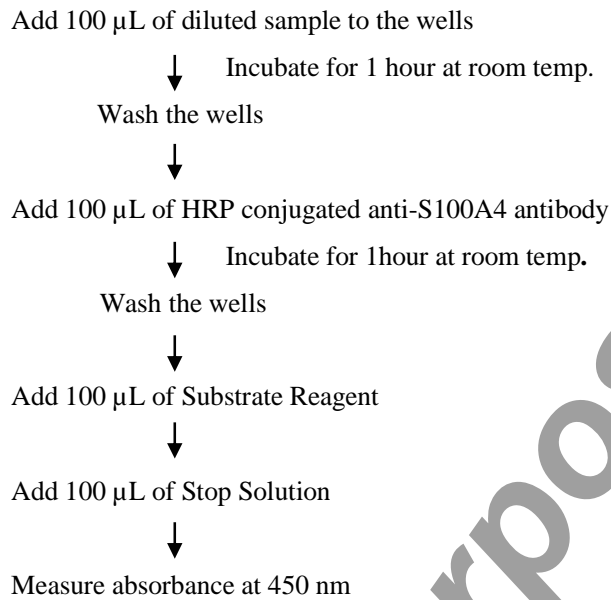 Add 100 µL of diluted sample to the wells
Incubate for 1 hour at room temp.
Wash the wells
Add 100 µL of HRP conjugated anti-S100A4 antibody
Incubate for 1hour at room temp.
Wash the wells
Add 100 µL of Substrate Reagent
Add 100 µL of Stop Solution
Measure absorbance at 450 nm